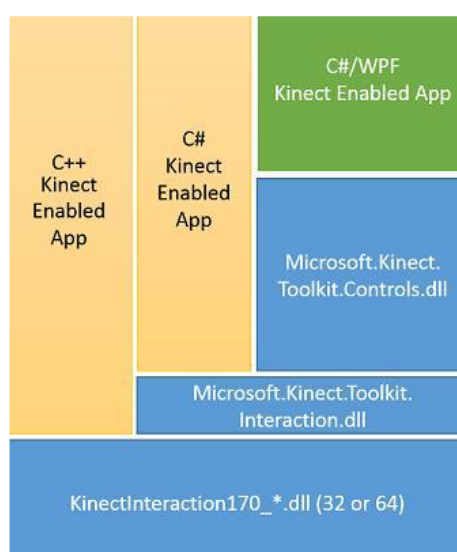 C++
Kinect
Enabled
App
C#
Kinect
Enabled
App
C#/WPF
Kinect Enabled App
Microsoft.Kinect.
Toolkit.Controls.dll
Microsoft.Kinect.Toolkit.
Interaction.dll
KinectInteraction170_*.dll (32 or 64)